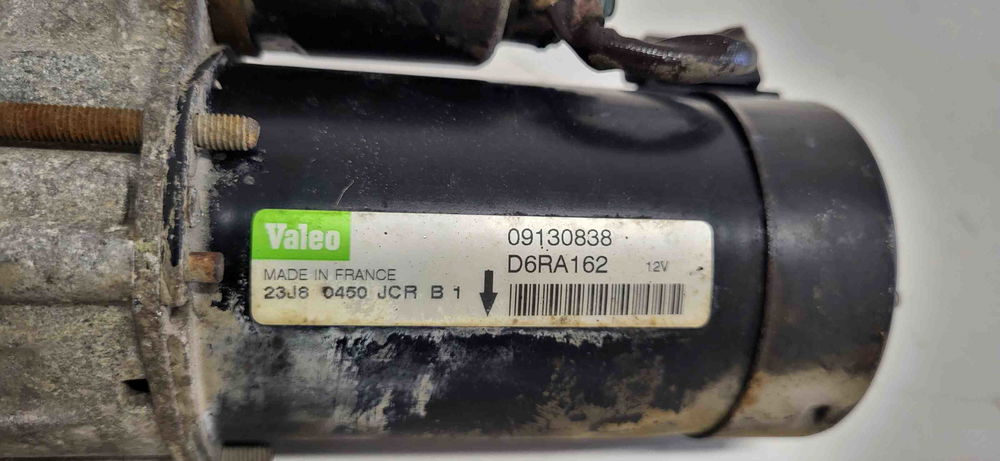 Valeo
09130838
D6RA162 12V
MADE IN FRANCE
23J8 0450 JCR B 1